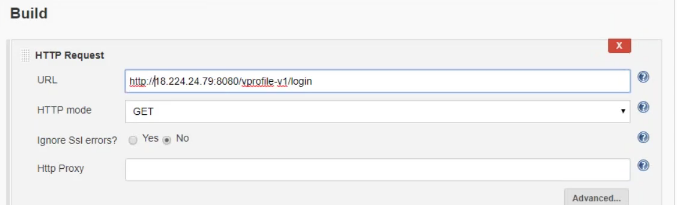 Build
X
HTTP Request
URL http://18.224.24.79:8080/vprofile-v1/login
HTTP mode GET
Ignore Ssl errors? Yes No
Http Proxy
Advanced...